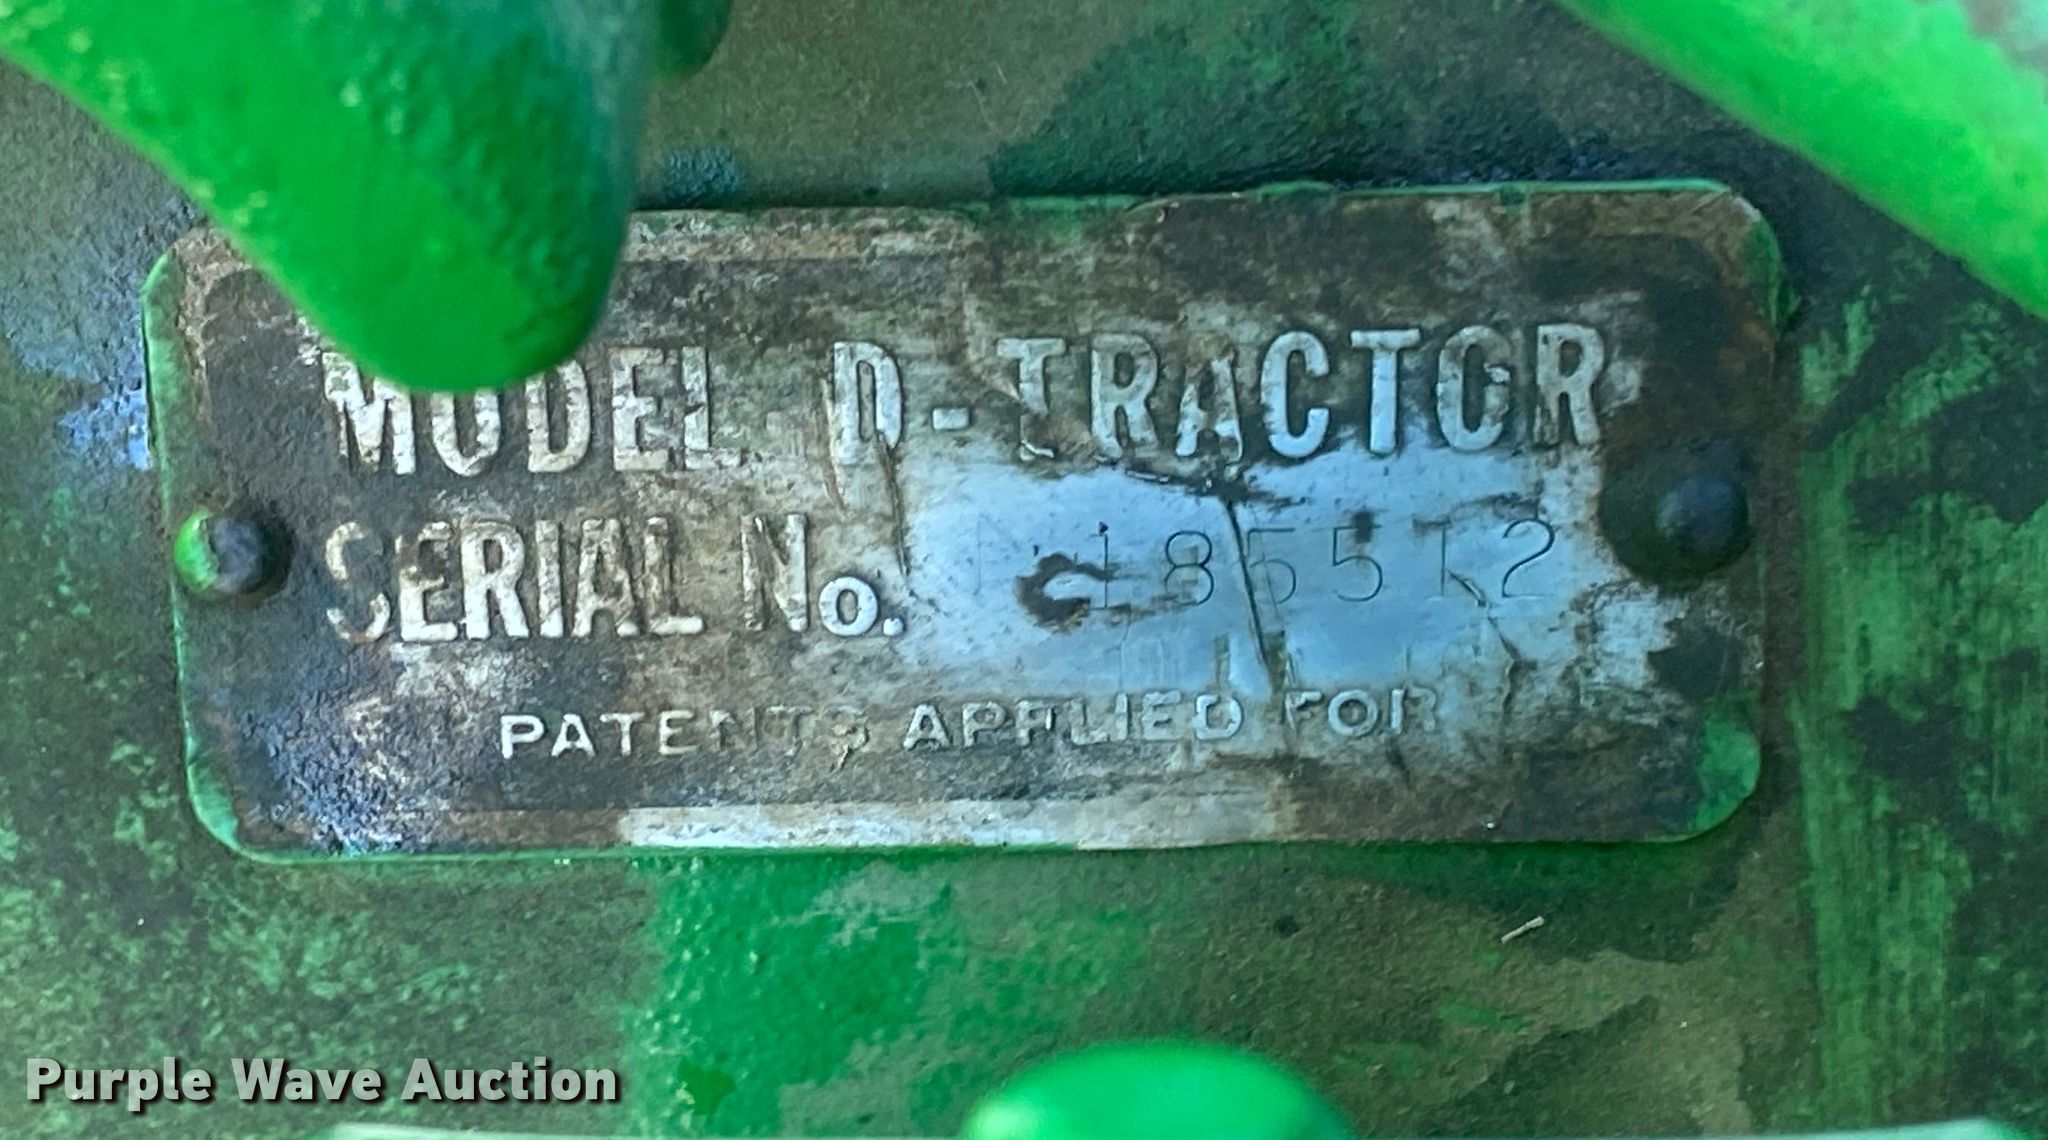 MODEL D-TRACTOR
SERIAL No. 185512
PATENTS APPLIED FOR
Purple Wave Auction